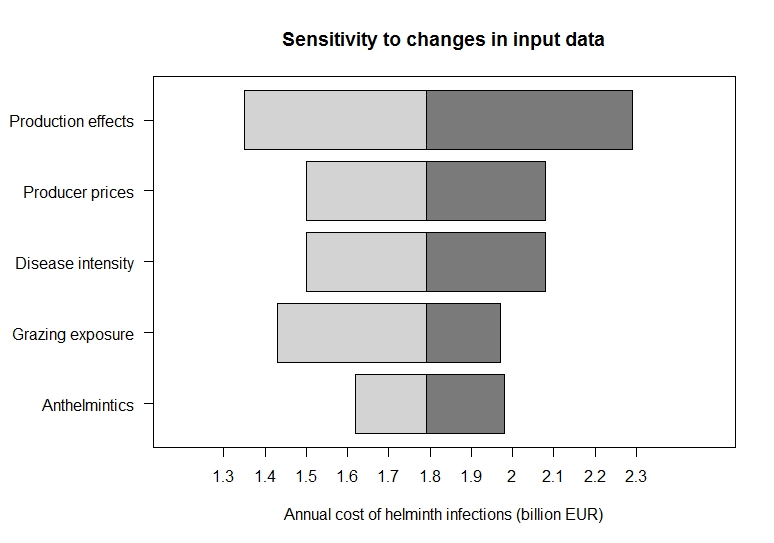 Sensitivity to changes in input data
Production effects
Producer prices
Disease intensity
Grazing exposure
Anthelmintics
1.3 1.4 1.5 1.6 1.7 1.8 1.9 2 2.1 2.2 2.3
Annual cost of helminth infections (billion EUR)